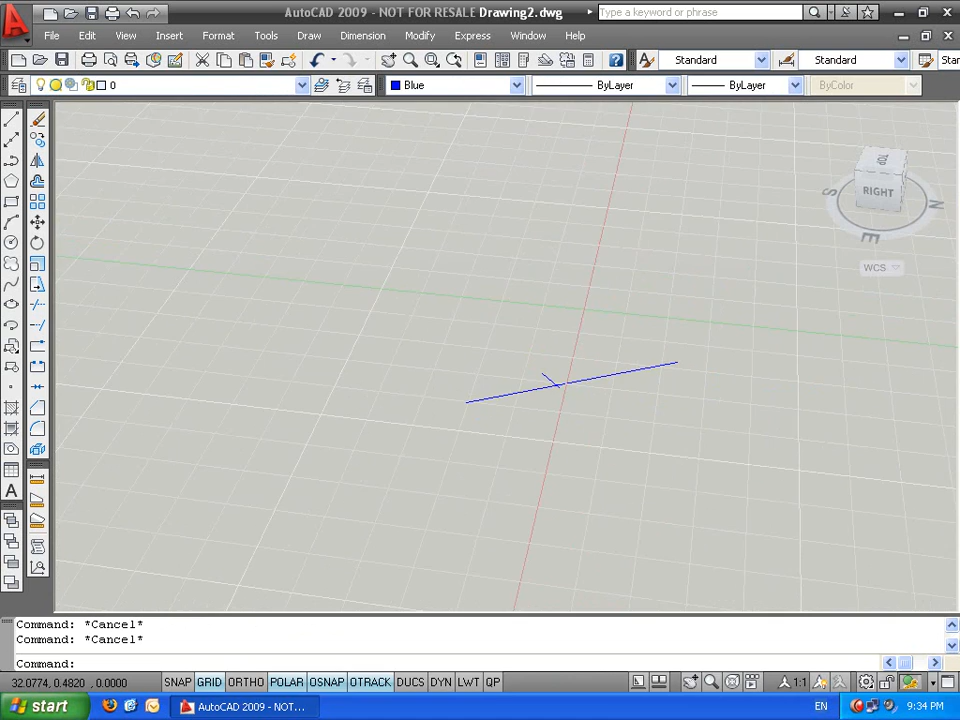 AutoCAD 2009 - NOT FOR RESALE Drawing2.dwg
Type a keyword or phrase
File Edit View Insert Format Tools Draw Dimension Modify Express Window Help
Standard Standard Stan
0 Blue ByLayer ByLayer ByColor
TOP
RIGHT
S N
E
WCS
A
Command: *Cancel*
Command: *Cancel*
Command:
32.0774, 0.4820 , 0.0000 SNAP GRID ORTHO POLAR OSNAP OTRACK DUCS DYN LWT QP 1:1
start AutoCAD 2009 - NOT... EN 9:34 PM